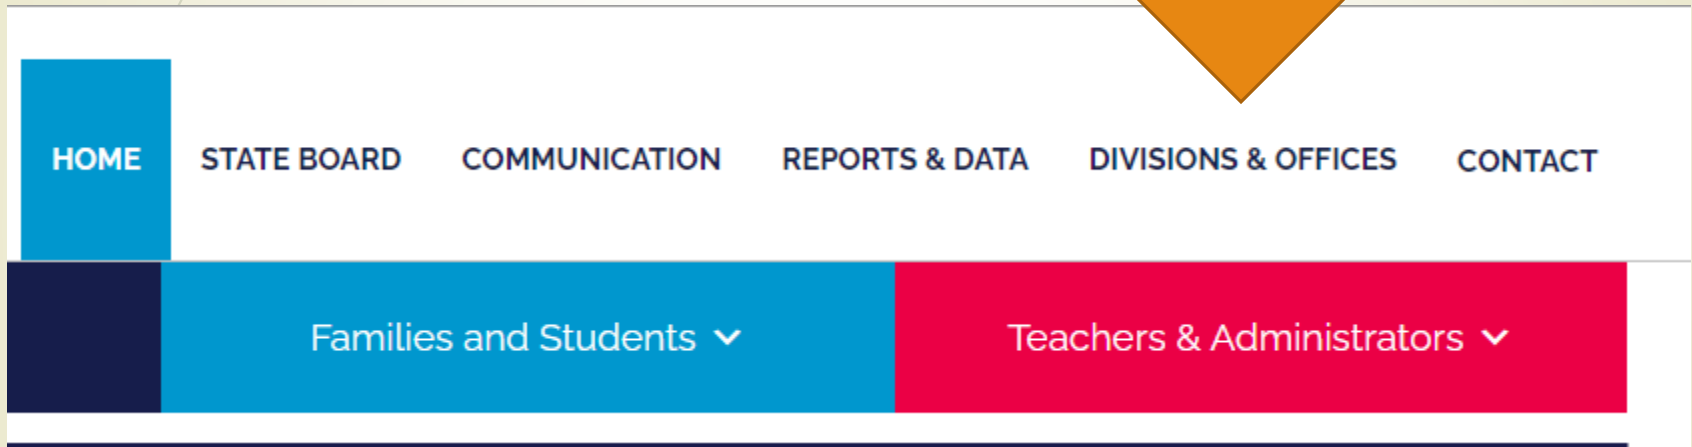 HOME STATE BOARD COMMUNICATION REPORTS & DATA DIVISIONS & OFFICES CONTACT
Families and Students Teachers & Administrators